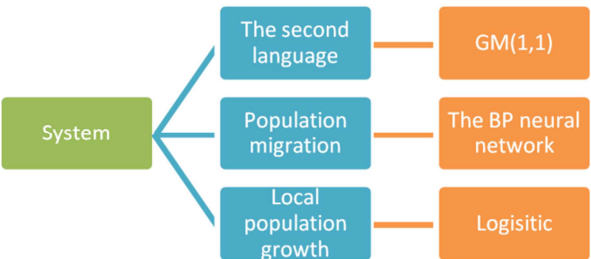 The second
language
GM(1,1)
System
Population
migration
The BP neural
network
Local
population
growth
Logisitic